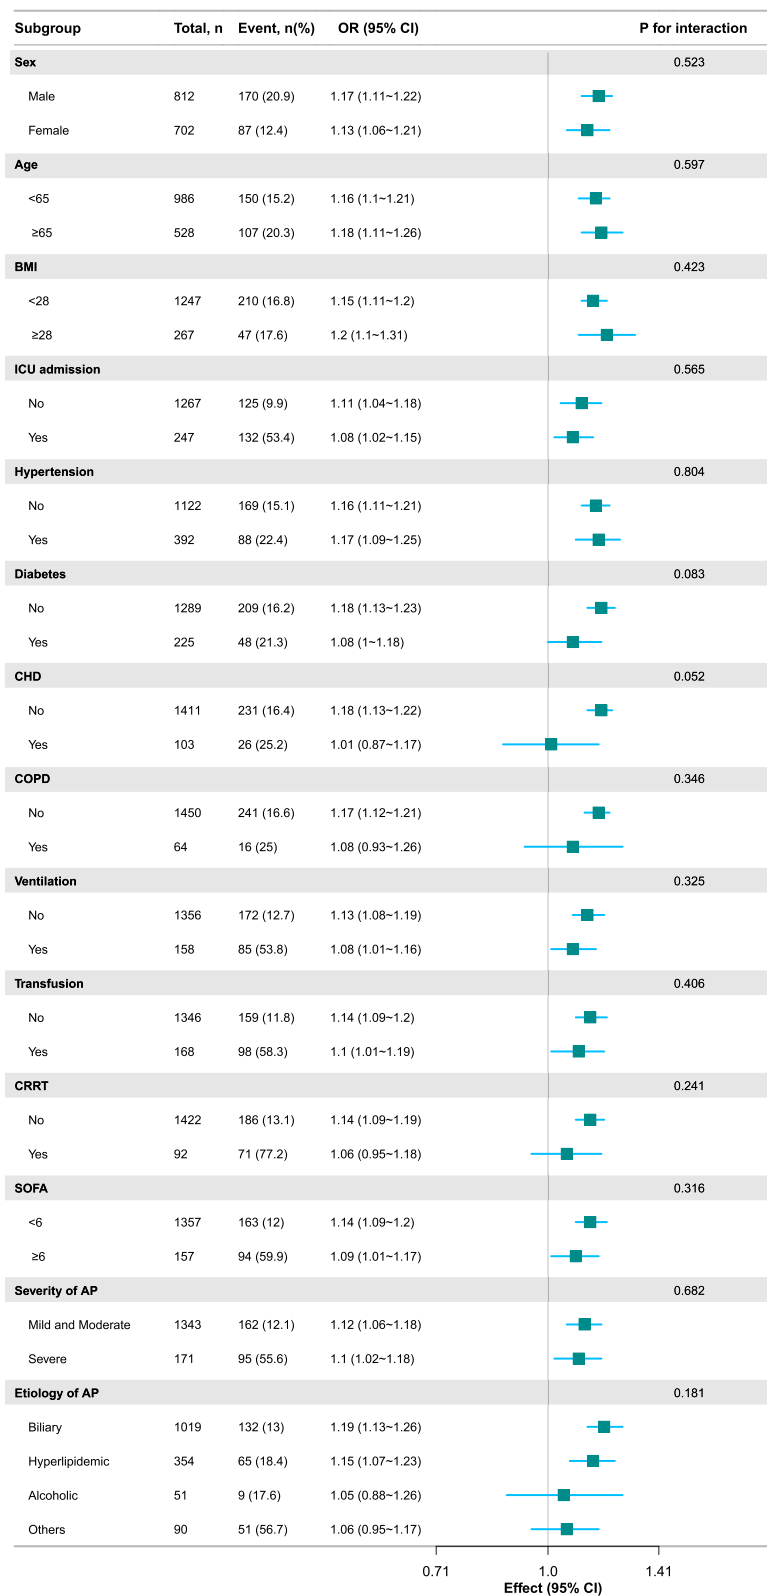 Subgroup Total, n Event, n(%) OR (95% CI) P for interaction
Sex 0.523
Male 812 170 (20.9) 1.17 (1.11~1.22)
Female 702 87 (12.4) 1.13 (1.06~1.21)
Age 0.597
<65 986 150 (15.2) 1.16 (1.1~1.21)
≥65 528 107 (20.3) 1.18 (1.11~1.26)
BMI 0.423
<28 1247 210 (16.8) 1.15 (1.11~1.2)
≥28 267 47 (17.6) 1.2 (1.1~1.31)
ICU admission 0.565
No 1267 125 (9.9) 1.11 (1.04~1.18)
Yes 247 132 (53.4) 1.08 (1.02~1.15)
Hypertension 0.804
No 1122 169 (15.1) 1.16 (1.11~1.21)
Yes 392 88 (22.4) 1.17 (1.09~1.25)
Diabetes 0.083
No 1289 209 (16.2) 1.18 (1.13~1.23)
Yes 225 48 (21.3) 1.08 (1~1.18)
CHD 0.052
No 1411 231 (16.4) 1.18 (1.13~1.22)
Yes 103 26 (25.2) 1.01 (0.87~1.17)
COPD 0.346
No 1450 241 (16.6) 1.17 (1.12~1.21)
Yes 64 16 (25) 1.08 (0.93~1.26)
Ventilation 0.325
No 1356 172 (12.7) 1.13 (1.08~1.19)
Yes 158 85 (53.8) 1.08 (1.01~1.16)
Transfusion 0.406
No 1346 159 (11.8) 1.14 (1.09~1.2)
Yes 168 98 (58.3) 1.1 (1.01~1.19)
CRRT 0.241
No 1422 186 (13.1) 1.14 (1.09~1.19)
Yes 92 71 (77.2) 1.06 (0.95~1.18)
SOFA 0.316
<6 1357 163 (12) 1.14 (1.09~1.2)
≥6 157 94 (59.9) 1.09 (1.01~1.17)
Severity of AP 0.682
Mild and Moderate 1343 162 (12.1) 1.12 (1.06~1.18)
Severe 171 95 (55.6) 1.1 (1.02~1.18)
Etiology of AP 0.181
Biliary 1019 132 (13) 1.19 (1.13~1.26)
Hyperlipidemic 354 65 (18.4) 1.15 (1.07~1.23)
Alcoholic 51 9 (17.6) 1.05 (0.88~1.26)
Others 90 51 (56.7) 1.06 (0.95~1.17)
0.71 1.0 1.41
Effect (95% CI)